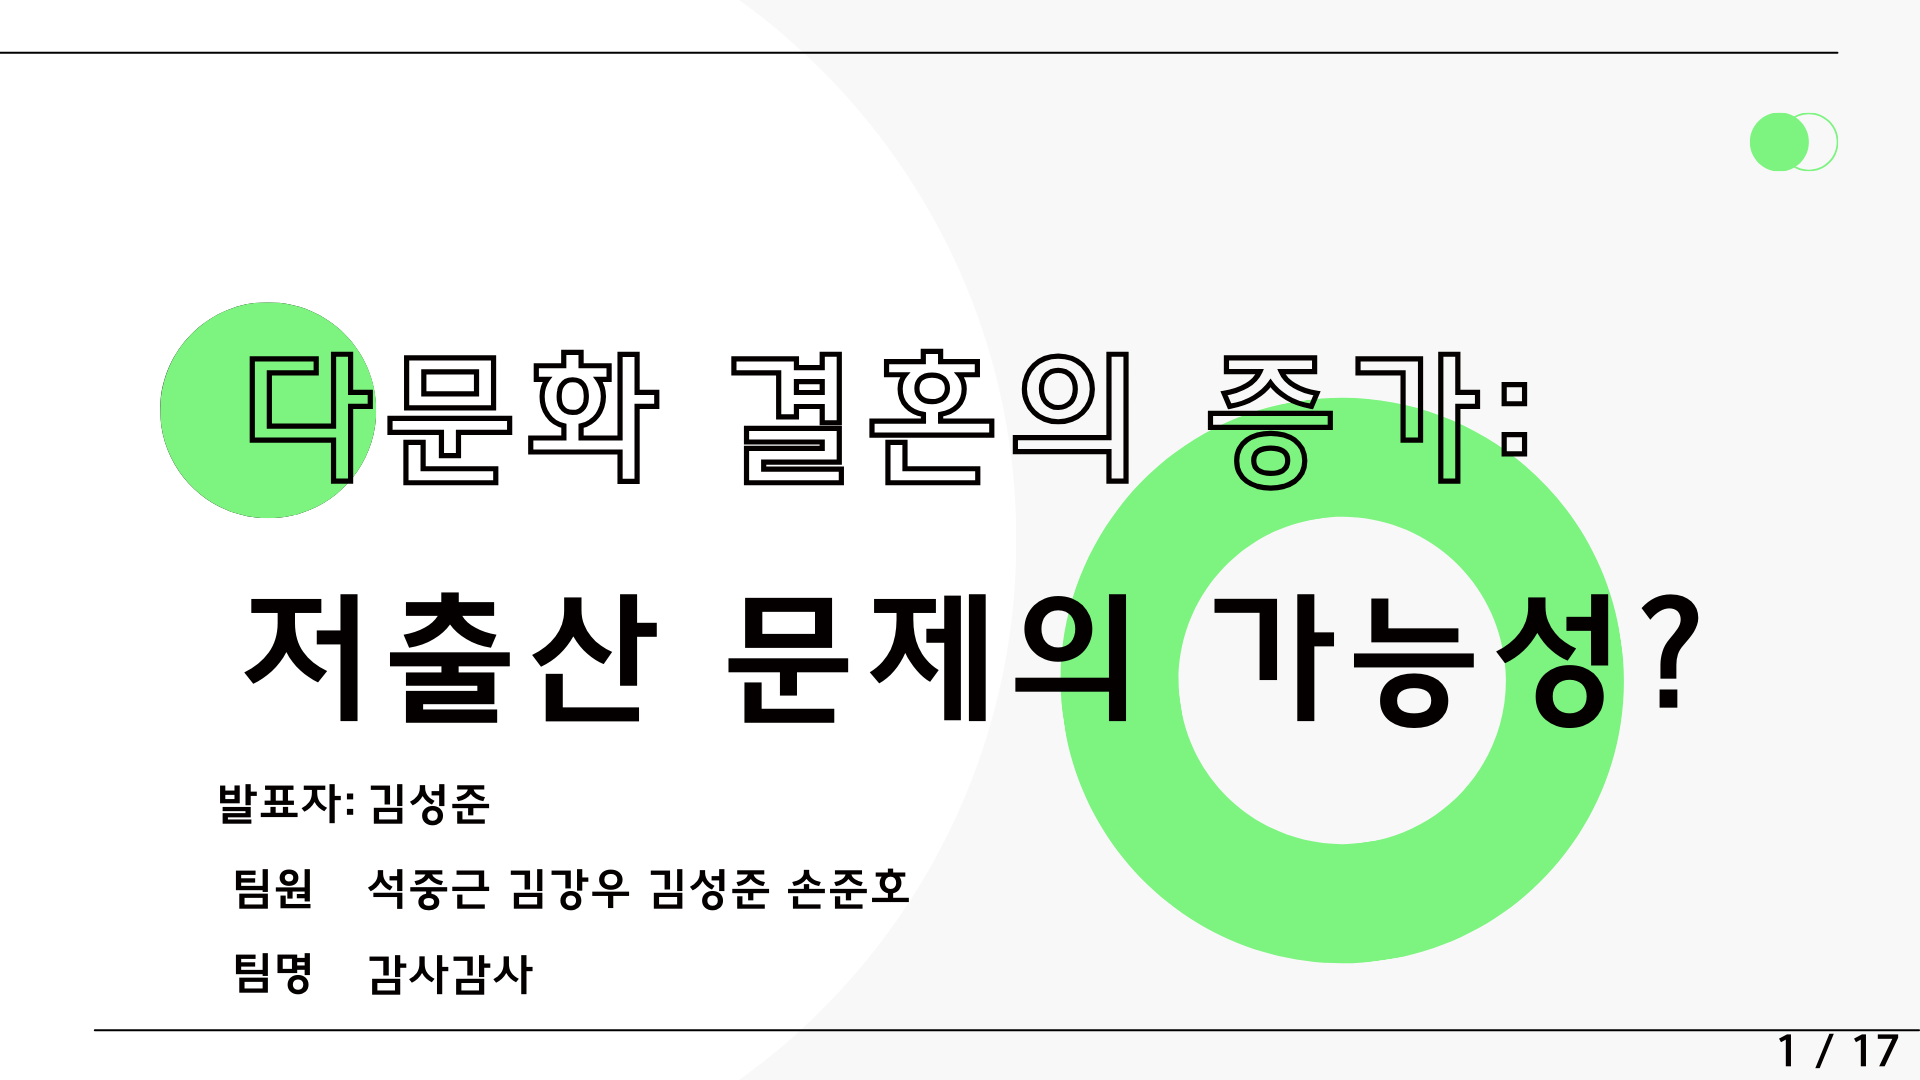 다문화 결혼의 증가:
저출산 문제의 가능성?
발표자: 김성준
팀원 석중근 김강우 김성준 손준호
팀명 감사감사
1 / 17